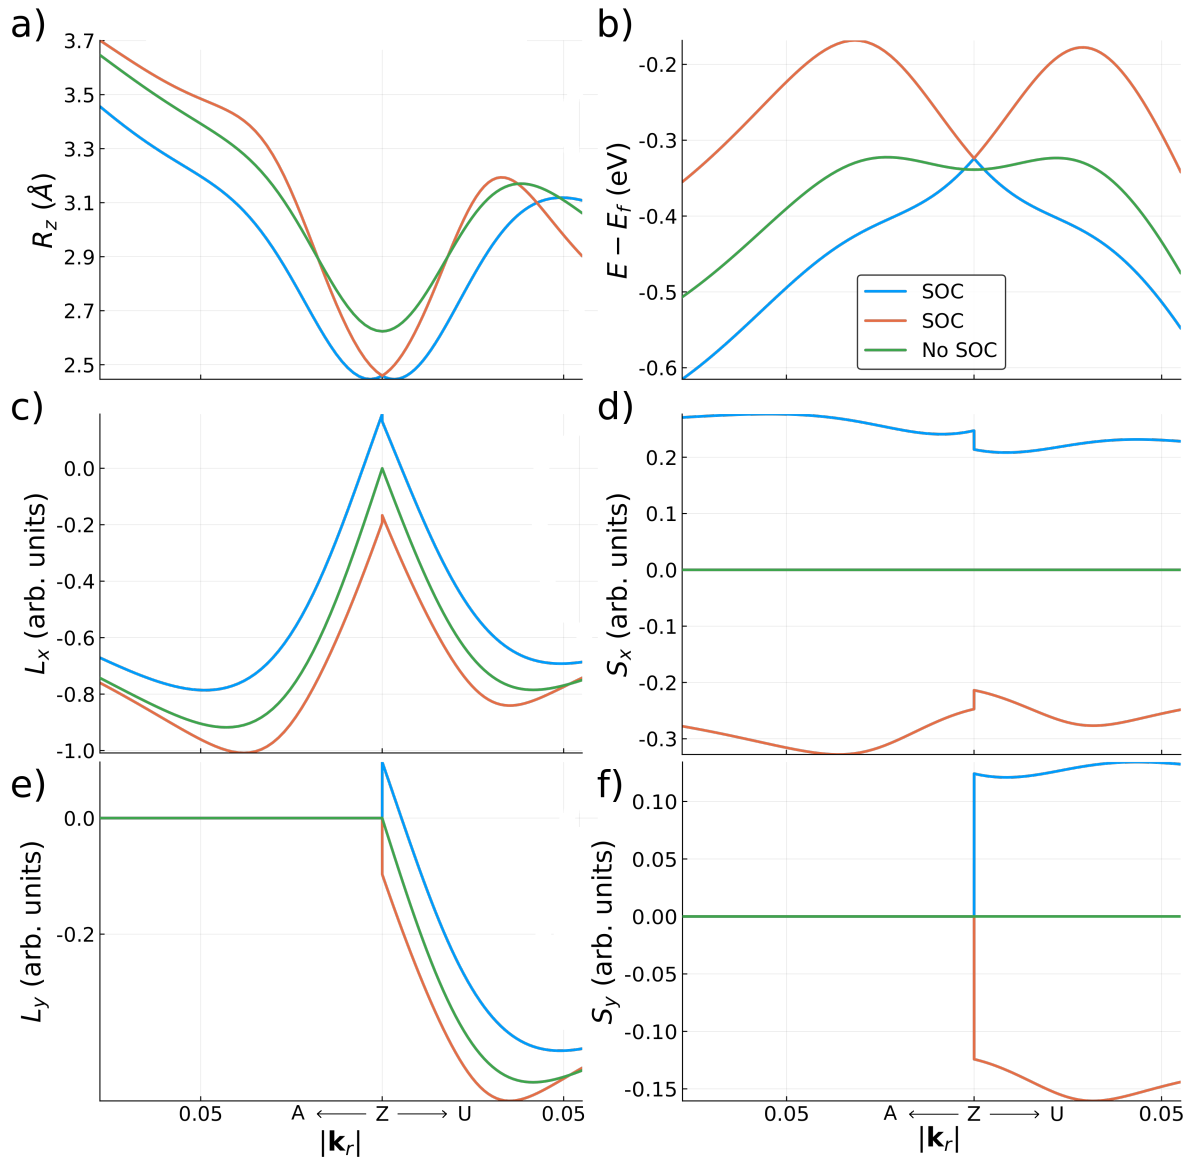 a)
3.7
3.5
3.3
3.1
2.9
2.7
2.5
R_z (Å)
b)
-0.2
-0.3
-0.4
-0.5
-0.6
E − E_f (eV)
SOC
SOC
No SOC
c)
0.0
-0.2
-0.4
-0.6
-0.8
-1.0
L_x (arb. units)
d)
0.2
0.1
0.0
-0.1
-0.2
-0.3
S_x (arb. units)
e)
0.0
-0.2
L_y (arb. units)
0.05 A ← Z → U 0.05
|k_r|
f)
0.10
0.05
0.00
-0.05
-0.10
-0.15
S_y (arb. units)
0.05 A ← Z → U 0.05
|k_r|